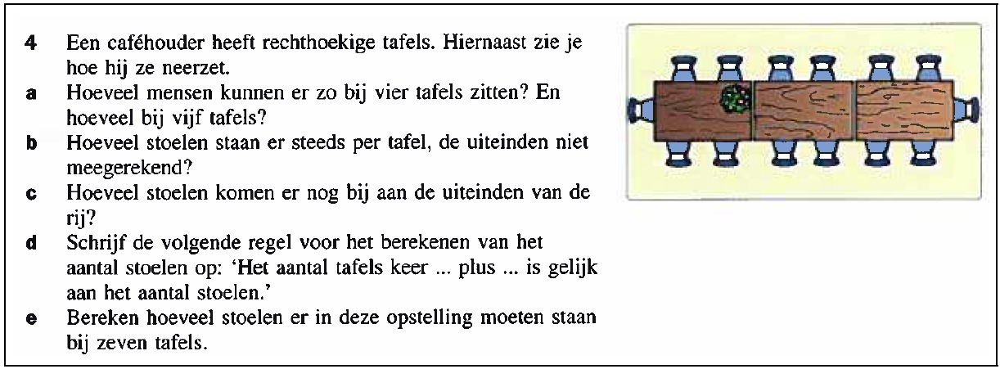 4 Een caféhouder heeft rechthoekige tafels. Hiernaast zie je
hoe hij ze neerzet.
a Hoeveel mensen kunnen er zo bij vier tafels zitten? En
hoeveel bij vijf tafels?
b Hoeveel stoelen staan er steeds per tafel, de uiteinden niet
meegerekend?
c Hoeveel stoelen komen er nog bij aan de uiteinden van de
rij?
d Schrijf de volgende regel voor het berekenen van het
aantal stoelen op: ‘Het aantal tafels keer ... plus ... is gelijk
aan het aantal stoelen.’
e Bereken hoeveel stoelen er in deze opstelling moeten staan
bij zeven tafels.